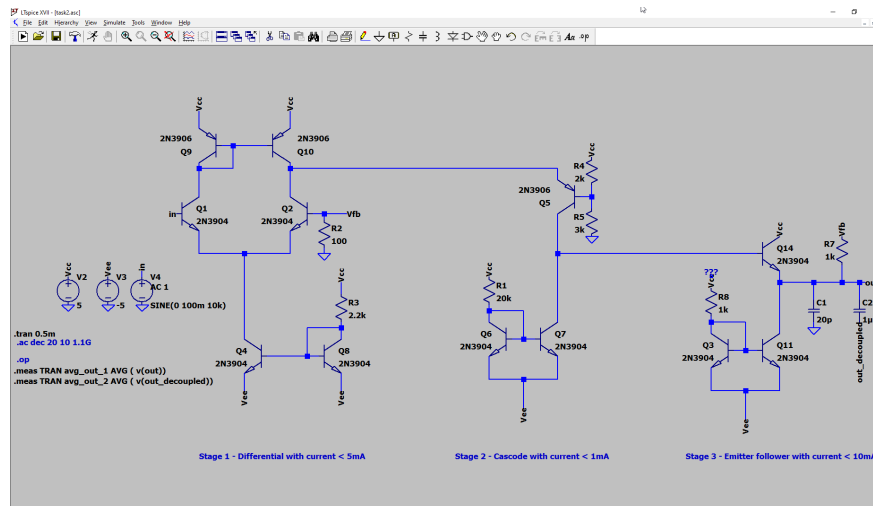 LTspice XVII - [task2.asc]
File Edit Hierarchy View Simulate Tools Window Help
Aa .op
Vcc
Vcc
2N3906
Q9
2N3906
Q10
in
Q1
2N3904
Q2
2N3904
Vfb
R2
100
Vcc
R3
2.2k
Q4
2N3904
Q8
2N3904
Vee
Vee
Vcc
V2
5
Vee
V3
-5
in
V4
AC 1
SINE(0 100m 10k)
.tran 0.5m
.ac dec 20 10 1.1G
.op
.meas TRAN avg_out_1 AVG ( v(out))
.meas TRAN avg_out_2 AVG ( v(out_decoupled))
Stage 1 - Differential with current < 5mA
2N3906
Q5
Vcc
R4
2k
R5
3k
Vcc
R1
20k
Q6
2N3904
Q7
2N3904
Vee
Stage 2 - Cascode with current < 1mA
Vcc
Q14
2N3904
Vfb
R7
1k
???
Vcc
R8
1k
Q3
2N3904
Q11
2N3904
Vee
C1
20p
C2
1µ
ou
out_decoupled
Stage 3 - Emitter follower with current < 10mA